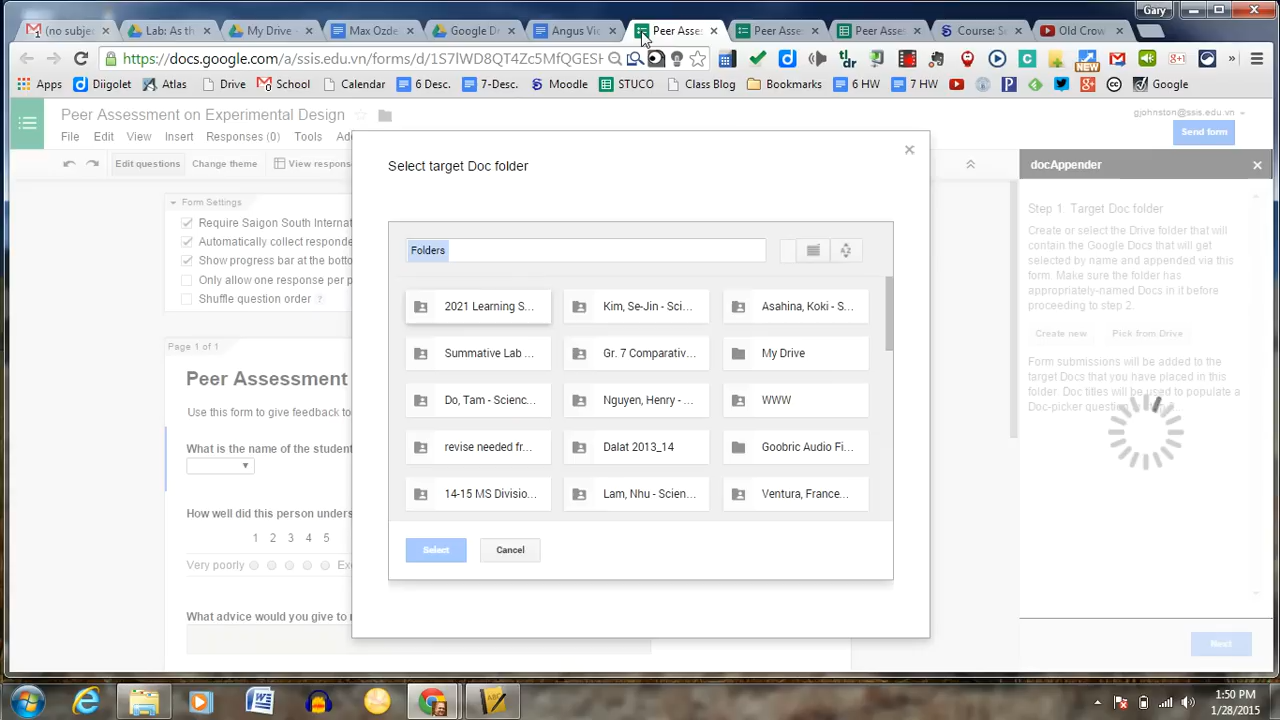 Gary
(no subje
Lab: As th
My Drive -
Max Ozde
Google D
Angus Vic
Peer Asse
Peer Asse
Peer Asse
Course: S
Old Crow
https://docs.google.com/a/ssis.edu.vn/forms/d/1S7lWD8QT4Zc5MfQGESH
Apps
Diigolet
Atlas
Drive
School
Calendar
6 Desc.
7-Desc.
Moodle
STUCO
Class Blog
Bookmarks
6 HW
7 HW
Google
Peer Assessment on Experimental Design
gjohnston@ssis.edu.vn
File Edit View Insert Responses (0) Tools
Send form
Edit questions
Change theme
View respons
Form Settings
Require Saigon South Internat
Automatically collect responde
Show progress bar at the botto
Only allow one response per p
Shuffle question order ?
Page 1 of 1
Peer Assessment
Use this form to give feedback to
What is the name of the student
How well did this person unders
1 2 3 4 5
Very poorly
What advice would you give to
Select target Doc folder
Folders
2021 Learning S...
Kim, Se-Jin - Sci...
Asahina, Koki - S...
Summative Lab ...
Gr. 7 Comparativ...
My Drive
Do, Tam - Scienc...
Nguyen, Henry - ...
WWW
revise needed fr...
Dalat 2013_14
Goobric Audio Fi...
14-15 MS Divisio...
Lam, Nhu - Scien...
Ventura, France...
Select
Cancel
docAppender
Step 1 Target Doc folder
Create or select the Drive folder that will
contain the Google Docs that will get
selected by name and appended via this
form. Make sure the folder has
appropriately-named Docs in it before
proceeding to step 2.
Create new
Pick from Drive
Form submissions will be added to the
target Docs that you have placed in this
folder. Doc titles will be used to populate a
Doc-picker question
Next
1:50 PM
1/28/2015